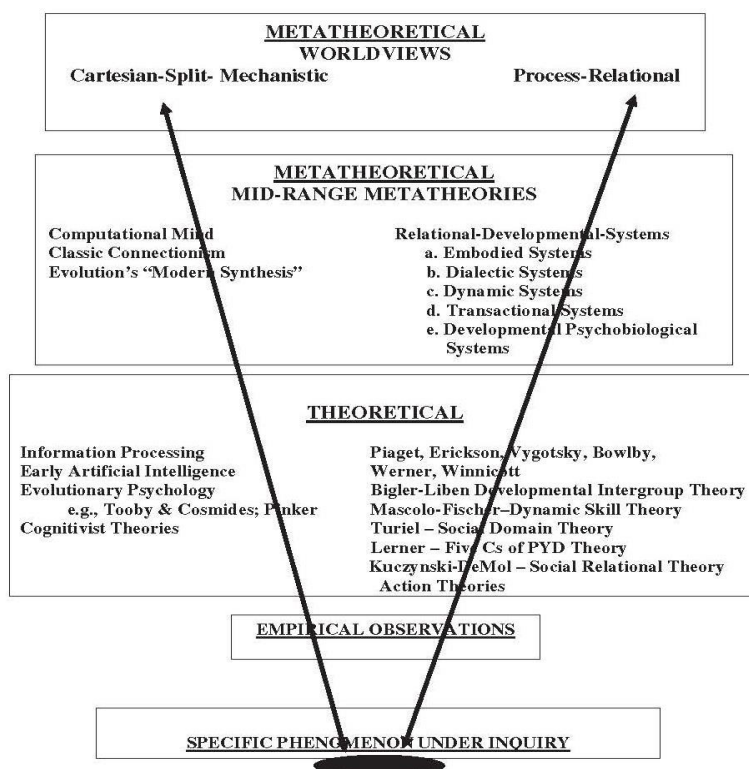 METATHEORETICAL
WORLDVIEWS
Cartesian-Split- Mechanistic
Process-Relational
METATHEORETICAL
MID-RANGE METATHEORIES
Computational Mind
Classic Connectionism
Evolution's “Modern Synthesis”
Relational-Developmental-Systems
a. Embodied Systems
b. Dialectic Systems
c. Dynamic Systems
d. Transactional Systems
e. Developmental Psychobiological
Systems
THEORETICAL
Information Processing
Early Artificial Intelligence
Evolutionary Psychology
e.g., Tooby & Cosmides; Pinker
Cognitivist Theories
Piaget, Erickson, Vygotsky, Bowlby,
Werner, Winnicott
Bigler-Liben Developmental Intergroup Theory
Mascolo-Fischer–Dynamic Skill Theory
Turiel – Social Domain Theory
Lerner – Five Cs of PYD Theory
Kuczynski-DeMol – Social Relational Theory
Action Theories
EMPIRICAL OBSERVATIONS
SPECIFIC PHENOMENON UNDER INQUIRY